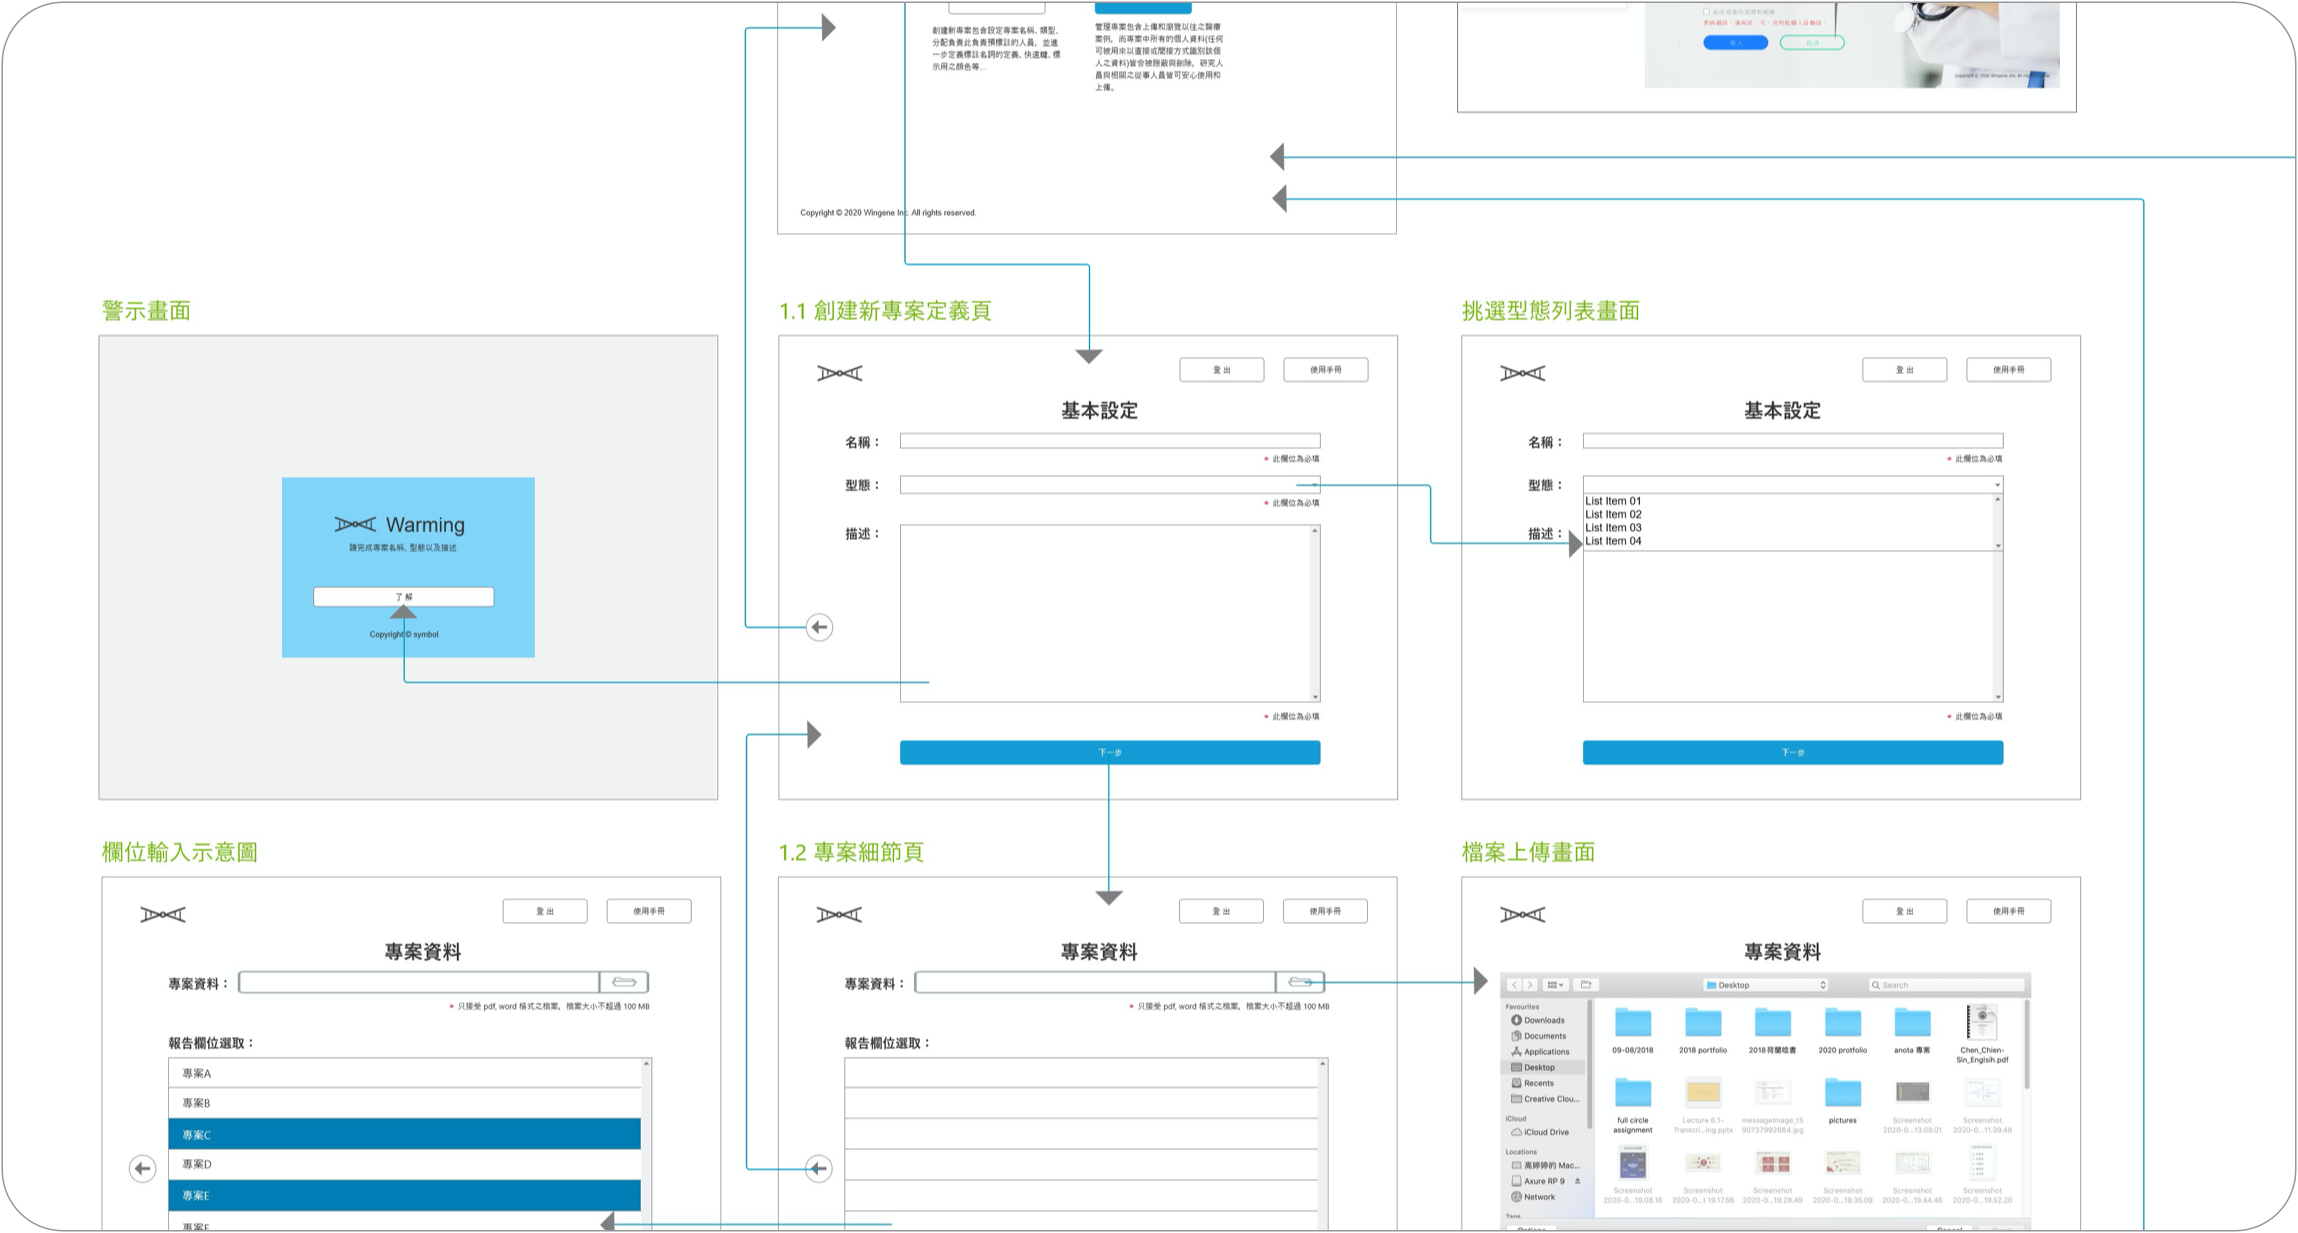 創建新專案包含設定專案名稱、類型、
分配負責此負責預標註的人員，並進
一步定義標註名詞的定義、快速鍵、標
示用之顏色等...
管理專案包含上傳和瀏覽以往之醫療
案例，而專案中所有的個人資料(任何
可被用來以直接或間接方式識別該個
人之資料)皆會被隱蔽與刪除，研究人
員與相關之從事人員皆可安心使用和
上傳。
Copyright © 2020 Wingene Inc. All rights reserved.
警示畫面
Warming
請完成專案名稱、型態以及描述
了 解
Copyright © symbol
1.1 創建新專案定義頁
登 出
使用手冊
基本設定
名稱：
* 此欄位為必填
型態：
* 此欄位為必填
描述：
* 此欄位為必填
下一步
挑選型態列表畫面
登 出
使用手冊
基本設定
名稱：
* 此欄位為必填
型態：
List Item 01
List Item 02
List Item 03
List Item 04
描述：
* 此欄位為必填
下一步
欄位輸入示意圖
登 出
使用手冊
專案資料
專案資料：
* 只接受 pdf, word 格式之檔案，檔案大小不超過 100 MB
報告欄位選取：
專案A
專案B
專案C
專案D
專案E
專案F
1.2 專案細節頁
登 出
使用手冊
專案資料
專案資料：
* 只接受 pdf, word 格式之檔案，檔案大小不超過 100 MB
報告欄位選取：
檔案上傳畫面
登 出
使用手冊
專案資料
Desktop
Search
Favourites
Downloads
Documents
Applications
Desktop
Recents
Creative Clou...
iCloud
iCloud Drive
Locations
高婷婷的 Mac...
Axure RP 9
Network
Tags
09-08/2018
2018 portfolio
2018 荷蘭唸書
2020 protfolio
anota 專案
Chen_Chien-
Sin_Englsih.pdf
full circle
assignment
Lecture 6.1-
Transcri...ing.pptx
messageImage_15
90737992664.jpg
pictures
Screenshot
2020-0...13.09.01
Screenshot
2020-0...11.39.49
Screenshot
2020-0...19.08.18
Screenshot
2020-0...t 19.17.56
Screenshot
2020-0...19.26.49
Screenshot
2020-0...19.35.09
Screenshot
2020-0...19.44.46
Screenshot
2020-0...19.52.20
Options
Cancel